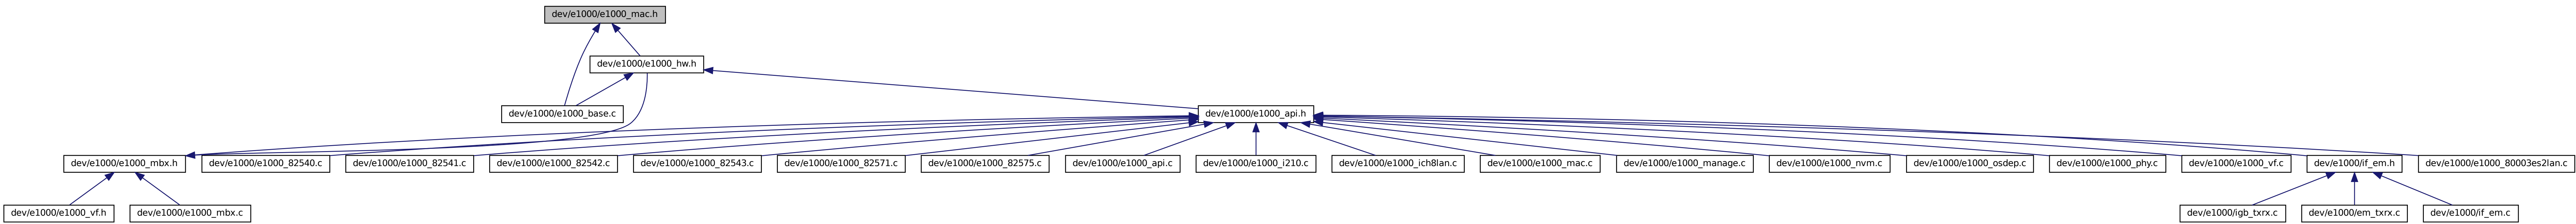 dev/e1000/e1000_mac.h
dev/e1000/e1000_hw.h
dev/e1000/e1000_base.c
dev/e1000/e1000_api.h
dev/e1000/e1000_mbx.h
dev/e1000/e1000_82540.c
dev/e1000/e1000_82541.c
dev/e1000/e1000_82542.c
dev/e1000/e1000_82543.c
dev/e1000/e1000_82571.c
dev/e1000/e1000_82575.c
dev/e1000/e1000_api.c
dev/e1000/e1000_i210.c
dev/e1000/e1000_ich8lan.c
dev/e1000/e1000_mac.c
dev/e1000/e1000_manage.c
dev/e1000/e1000_nvm.c
dev/e1000/e1000_osdep.c
dev/e1000/e1000_phy.c
dev/e1000/e1000_vf.c
dev/e1000/if_em.h
dev/e1000/e1000_80003es2lan.c
dev/e1000/e1000_vf.h
dev/e1000/e1000_mbx.c
dev/e1000/igb_txrx.c
dev/e1000/em_txrx.c
dev/e1000/if_em.c